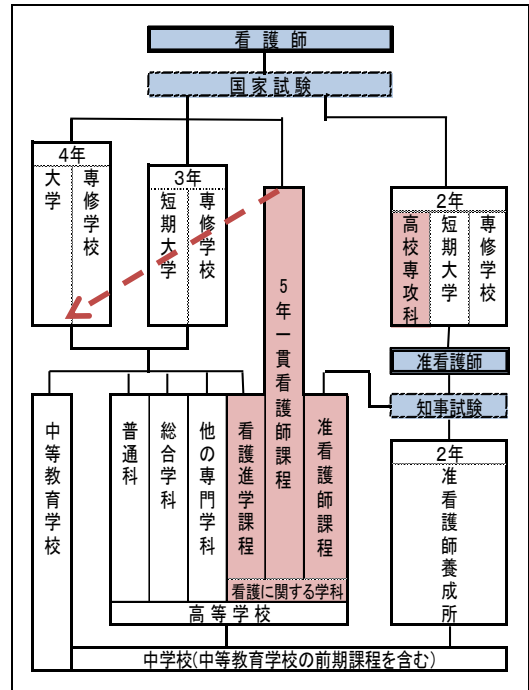 看護師
国家試験
4年
大学
専修学校
3年
短期大学
専修学校
5年一貫看護師課程
2年
高校専攻科
短期大学
専修学校
准看護師
知事試験
中等教育学校
普通科
総合学科
他の専門学科
看護進学課程
准看護師課程
看護に関する学科
高等学校
2年
准看護師養成所
中学校(中等教育学校の前期課程を含む)